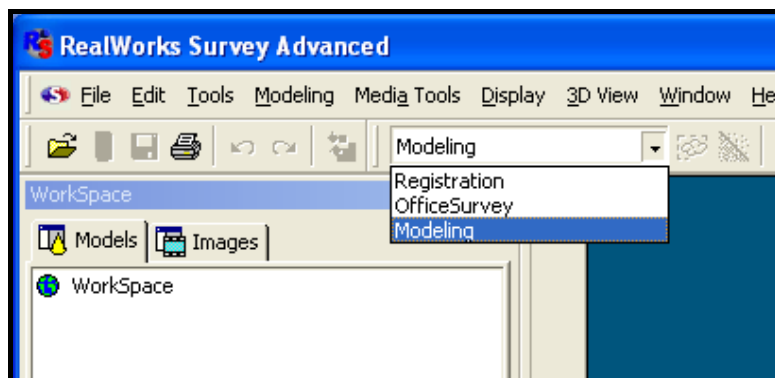 RealWorks Survey Advanced
File Edit Tools Modeling Media Tools Display 3D View Window He
Modeling
WorkSpace
Registration
OfficeSurvey
Modeling
Models Images
WorkSpace